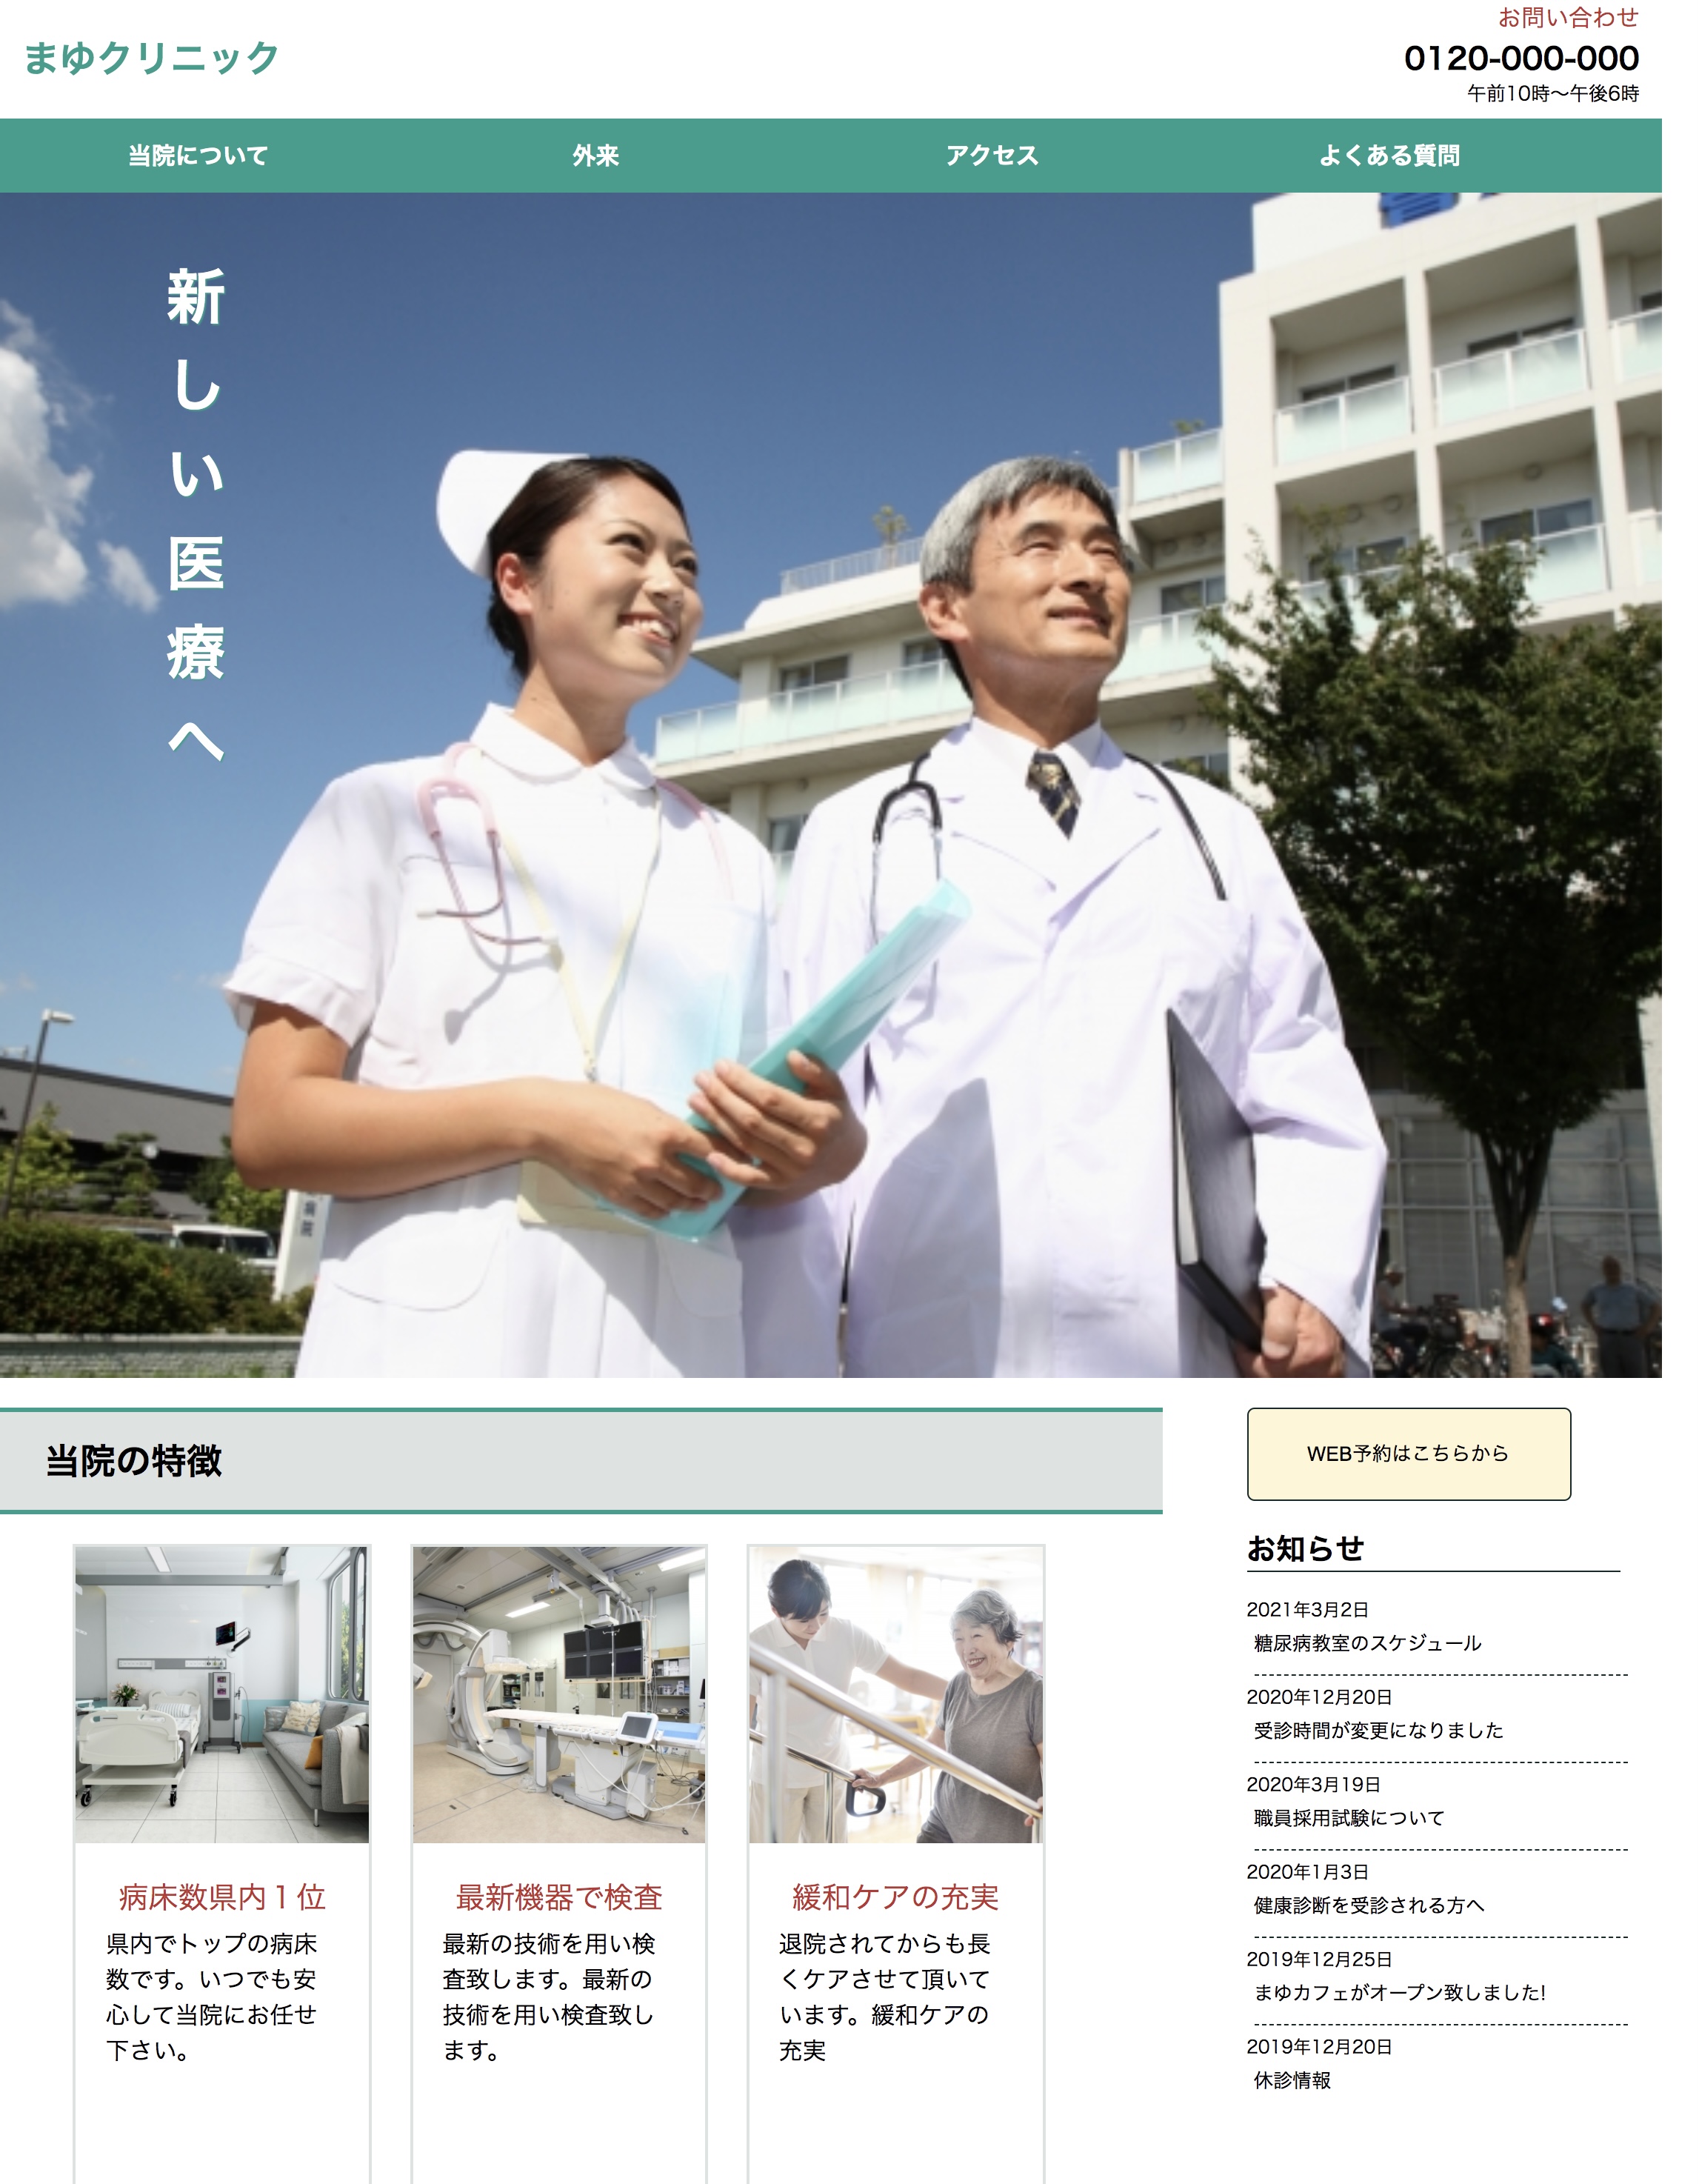 まゆクリニック
お問い合わせ
0120-000-000
午前10時〜午後6時
当院について
外来
アクセス
よくある質問
新しい医療へ
病院
当院の特徴
病床数県内１位
県内でトップの病床
数です。いつでも安
心して当院にお任せ
下さい。
最新機器で検査
最新の技術を用い検
査致します。最新の
技術を用い検査致し
ます。
緩和ケアの充実
退院されてからも長
くケアさせて頂いて
います。緩和ケアの
充実
WEB予約はこちらから
お知らせ
2021年3月2日
糖尿病教室のスケジュール
2020年12月20日
受診時間が変更になりました
2020年3月19日
職員採用試験について
2020年1月3日
健康診断を受診される方へ
2019年12月25日
まゆカフェがオープン致しました!
2019年12月20日
休診情報